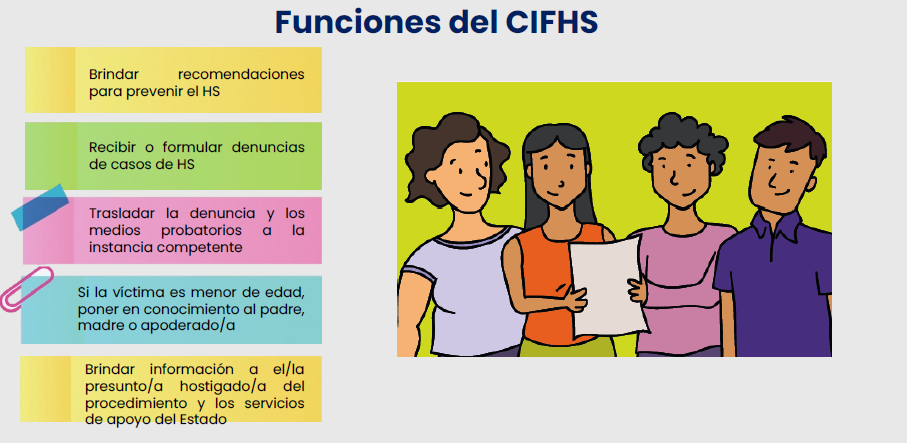 Funciones del CIFHS
Brindar recomendaciones
para prevenir el HS
Recibir o formular denuncias
de casos de HS
Trasladar la denuncia y los
medios probatorios a la
instancia competente
Si la víctima es menor de edad,
poner en conocimiento al padre,
madre o apoderado/a
Brindar información a el/la
presunto/a hostigado/a del
procedimiento y los servicios
de apoyo del Estado